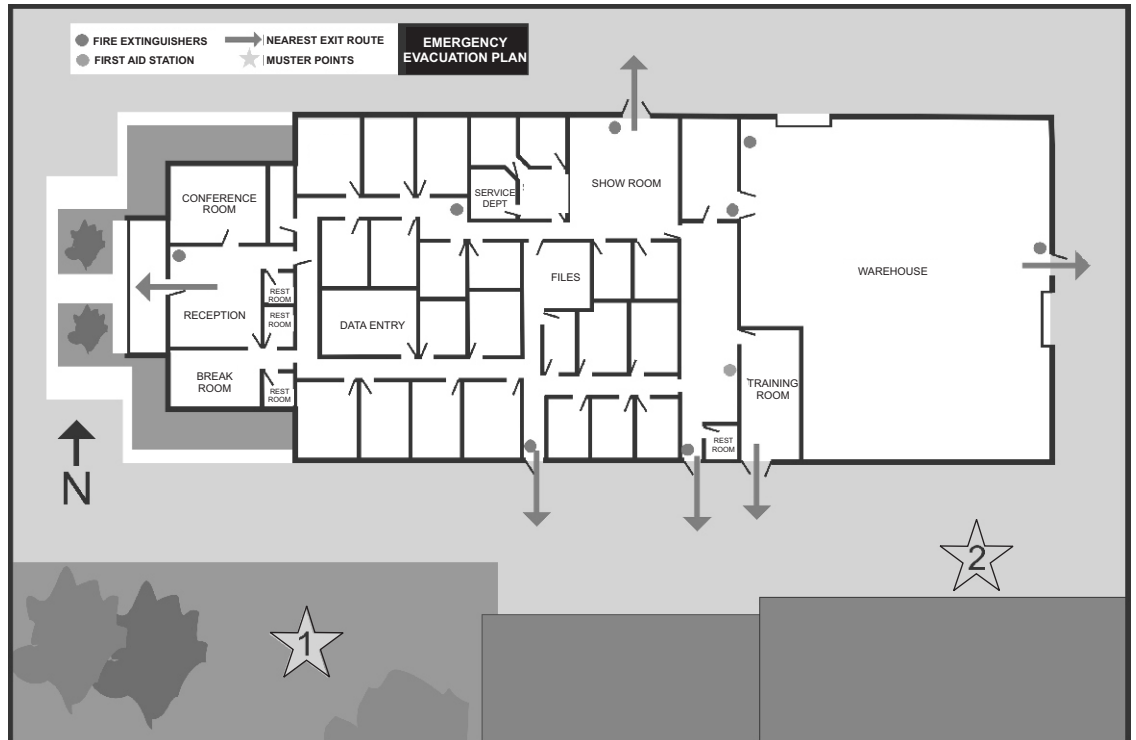 FIRE EXTINGUISHERS
NEAREST EXIT ROUTE
FIRST AID STATION
MUSTER POINTS
EMERGENCY
EVACUATION PLAN
CONFERENCE
ROOM
SERVICE
DEPT
SHOW ROOM
FILES
WAREHOUSE
REST
ROOM
RECEPTION
REST
ROOM
DATA ENTRY
BREAK
ROOM
REST
ROOM
TRAINING
ROOM
REST
ROOM
N
1
2